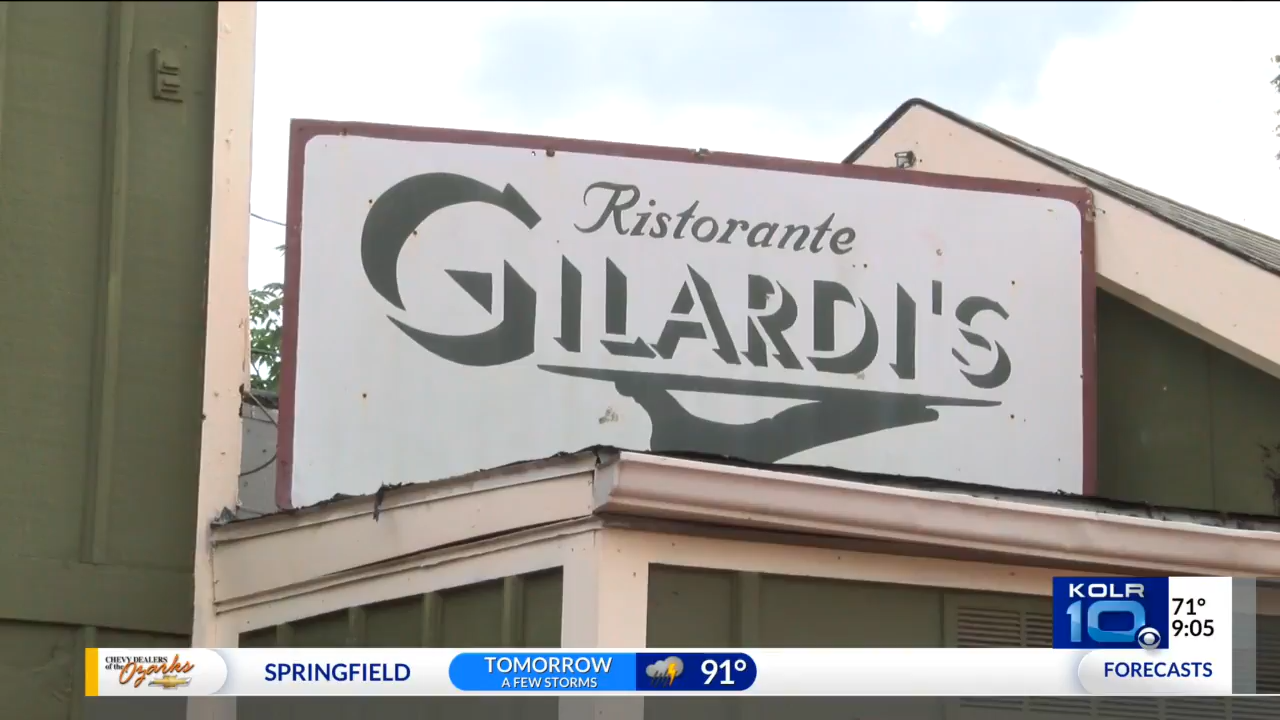 Ristorante
GILARDI'S
KOLR
10
71°
9:05
CHEVY DEALERS
of the Ozarks
SPRINGFIELD
TOMORROW
A FEW STORMS
91°
FORECASTS